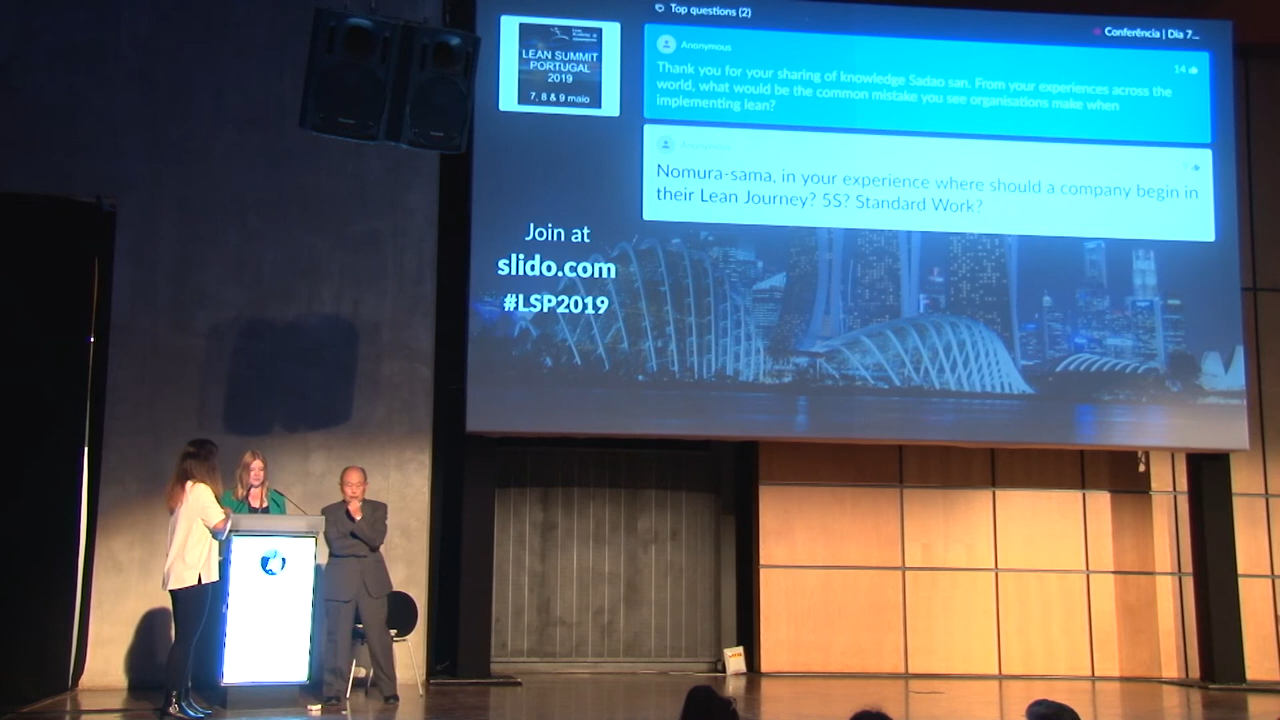 Top questions (2)
Conferência | Dia 7...
LEAN SUMMIT
PORTUGAL
2019
7, 8 & 9 maio
Anonymous
14
Thank you for your sharing of knowledge Sadao san. From your experiences across the
world, what would be the common mistake you see organisations make when
implementing lean?
Anonymous
Nomura-sama, in your experience where should a company begin in
their Lean Journey? 5S? Standard Work?
Join at
slido.com
#LSP2019